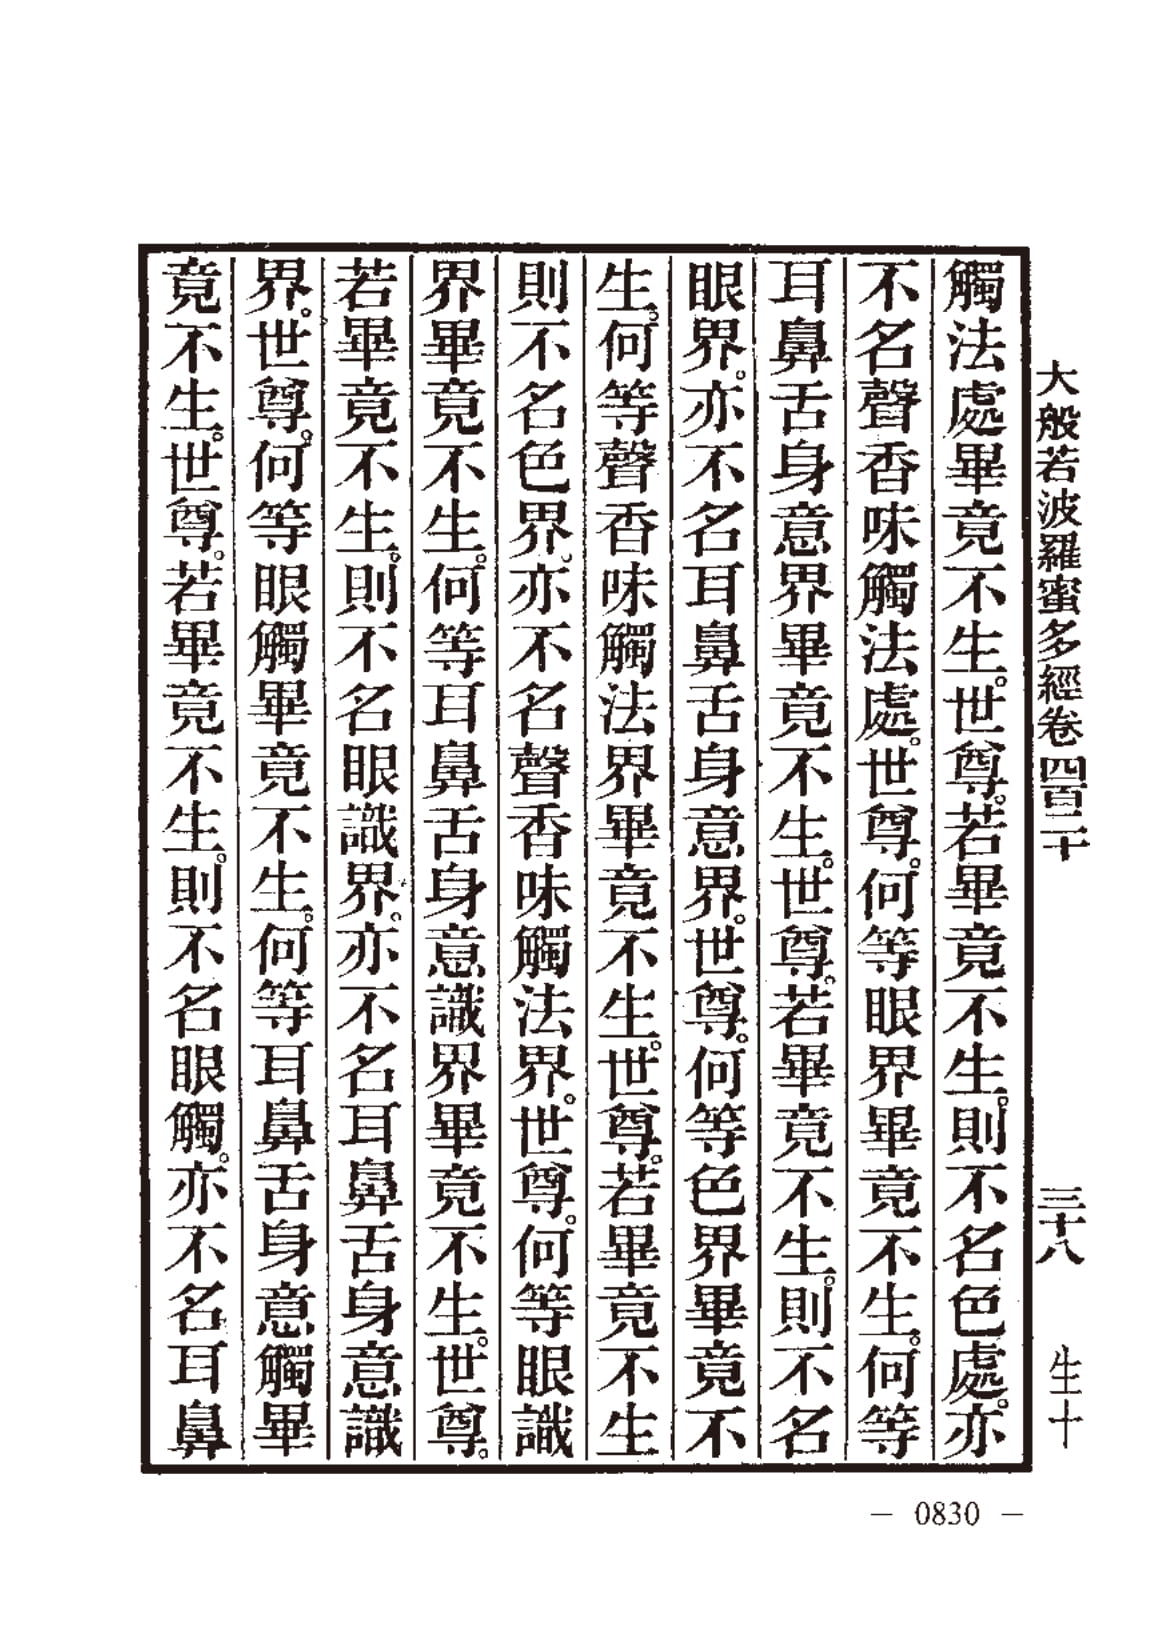 大般若波羅蜜多經卷四百二十　三十八　生十
觸法處畢竟不生。世尊。若畢竟不生。則不名色處。亦
不名聲香味觸法處。世尊。何等眼界畢竟不生。何等
耳鼻舌身意界畢竟不生。世尊。若畢竟不生。則不名
眼界。亦不名耳鼻舌身意界。世尊。何等色界畢竟不
生。何等聲香味觸法界畢竟不生。世尊。若畢竟不生
則不名色界。亦不名聲香味觸法界。世尊。何等眼識
界畢竟不生。何等耳鼻舌身意識界畢竟不生。世尊。
若畢竟不生。則不名眼識界。亦不名耳鼻舌身意識
界。世尊。何等眼觸畢竟不生。何等耳鼻舌身意觸畢
竟不生。世尊。若畢竟不生。則不名眼觸。亦不名耳鼻
— 0830 —